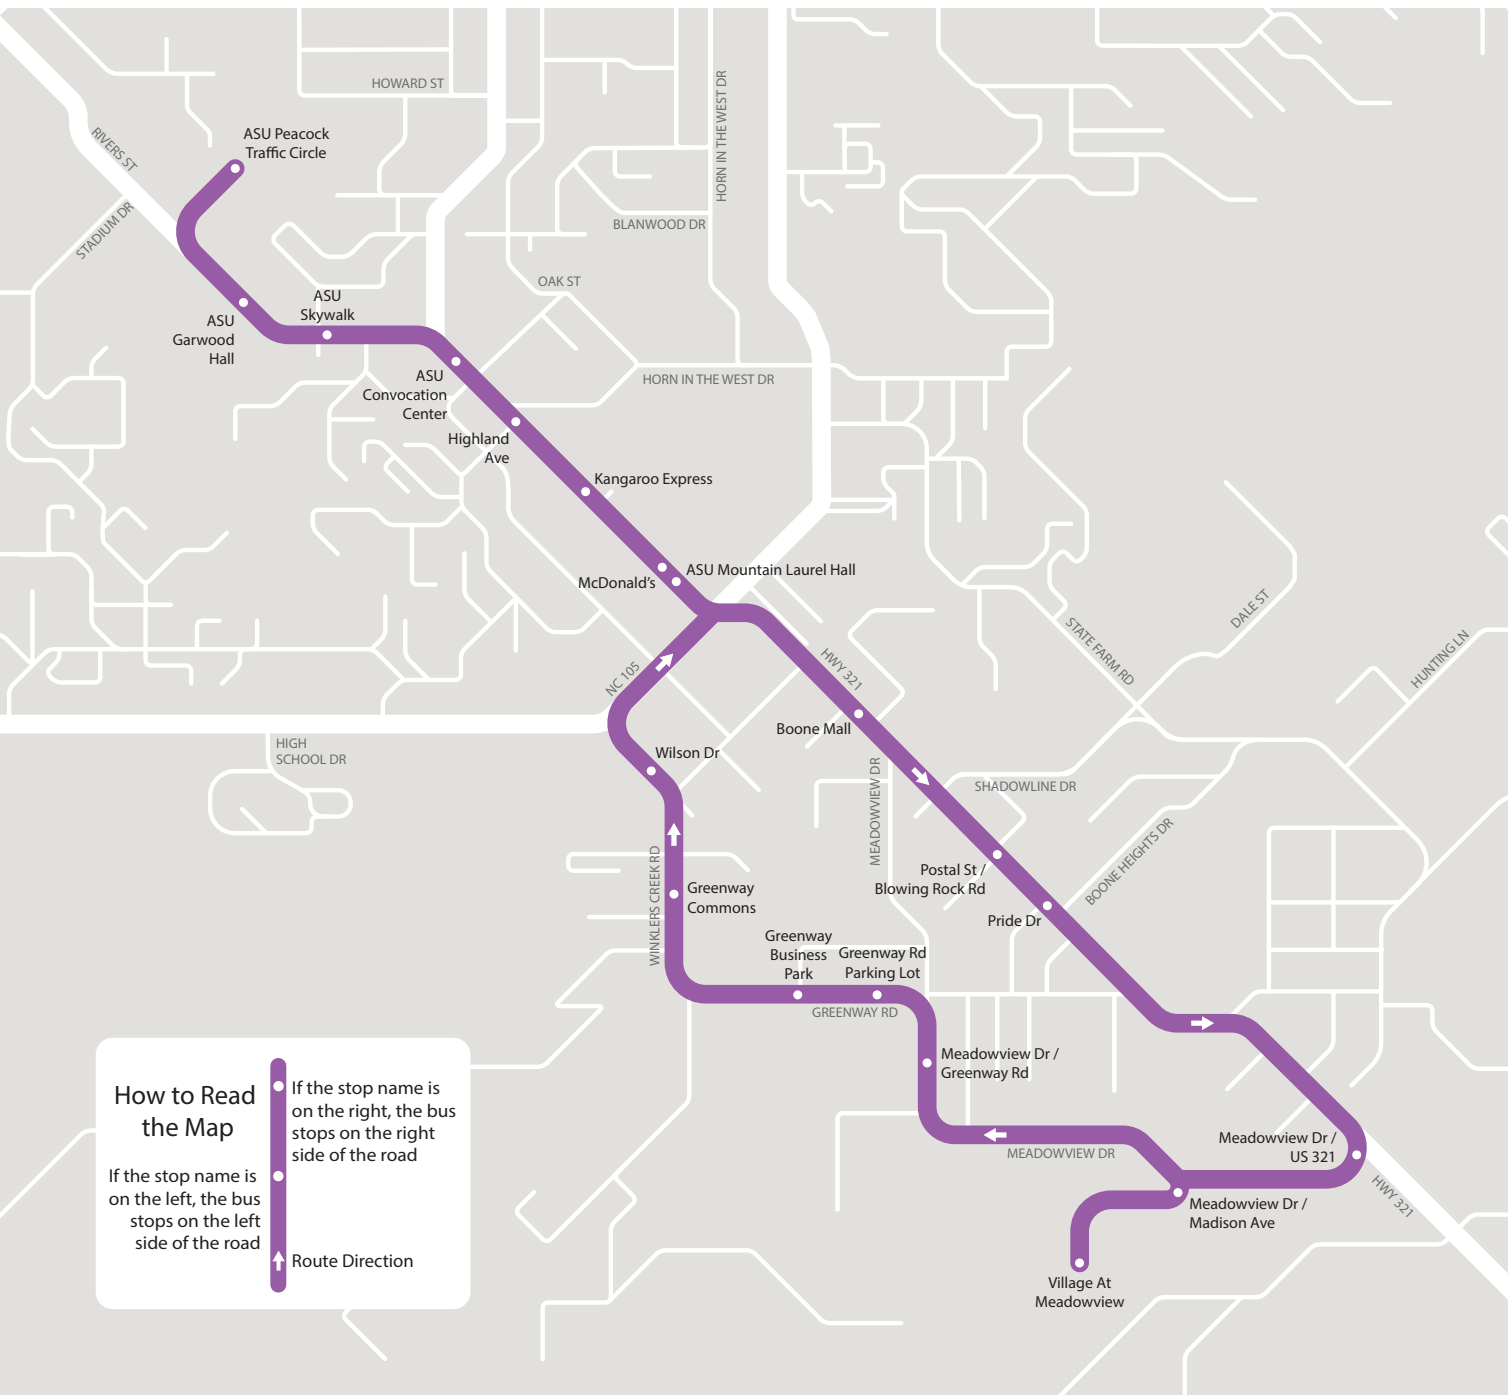 HOWARD ST
RIVERS ST
ASU Peacock
Traffic Circle
HORN IN THE WEST DR
STADIUM DR
BLANWOOD DR
OAK ST
ASU
Skywalk
ASU
Garwood
Hall
ASU
Convocation
Center
HORN IN THE WEST DR
Highland
Ave
Kangaroo Express
McDonald's
ASU Mountain Laurel Hall
DALE ST
STATE FARM RD
HUNTING LN
NC 105
HWY 321
Boone Mall
HIGH
SCHOOL DR
Wilson Dr
MEADOWVIEW DR
SHADOWLINE DR
BOONE HEIGHTS DR
Postal St /
Blowing Rock Rd
WINKLERS CREEK RD
Greenway
Commons
Pride Dr
Greenway
Business
Park
Greenway Rd
Parking Lot
GREENWAY RD
Meadowview Dr /
Greenway Rd
MEADOWVIEW DR
Meadowview Dr /
US 321
HWY 321
Meadowview Dr /
Madison Ave
Village At
Meadowview
How to Read
the Map
If the stop name is
on the right, the bus
stops on the right
side of the road
If the stop name is
on the left, the bus
stops on the left
side of the road
Route Direction